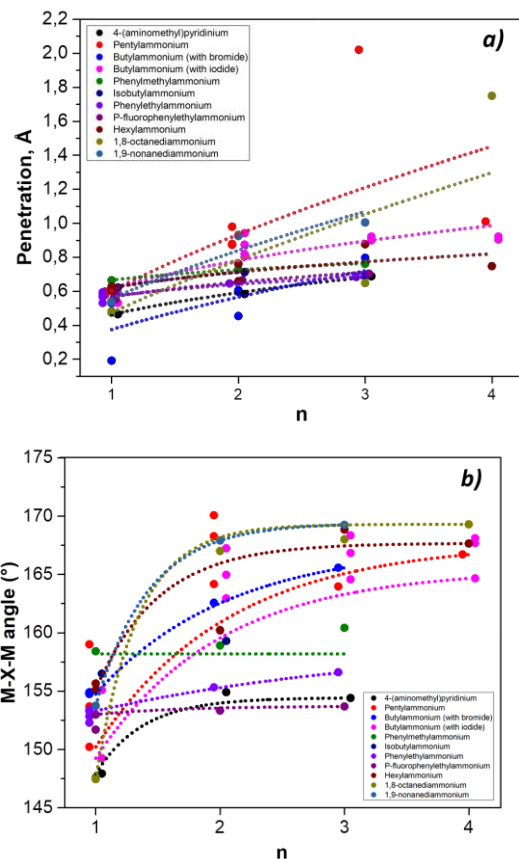 a)
2,2
2,0
1,8
1,6
1,4
1,2
1,0
0,8
0,6
0,4
0,2
Penetration, Å
4-(aminomethyl)pyridinium
Pentylammonium
Butylammonium (with bromide)
Butylammonium (with iodide)
Phenylmethylammonium
Isobutylammonium
Phenylethylammonium
P-fluorophenylethylammonium
Hexylammonium
1,8-octanediammonium
1,9-nonanediammonium
1 2 3 4
n
b)
175
170
165
160
155
150
145
M-X-M angle (°)
4-(aminomethyl)pyridinium
Pentylammonium
Butylammonium (with bromide)
Butylammonium (with iodide)
Phenylmethylammonium
Isobutylammonium
Phenylethylammonium
P-fluorophenylethylammonium
Hexylammonium
1,8-octanediammonium
1,9-nonanediammonium
1 2 3 4
n